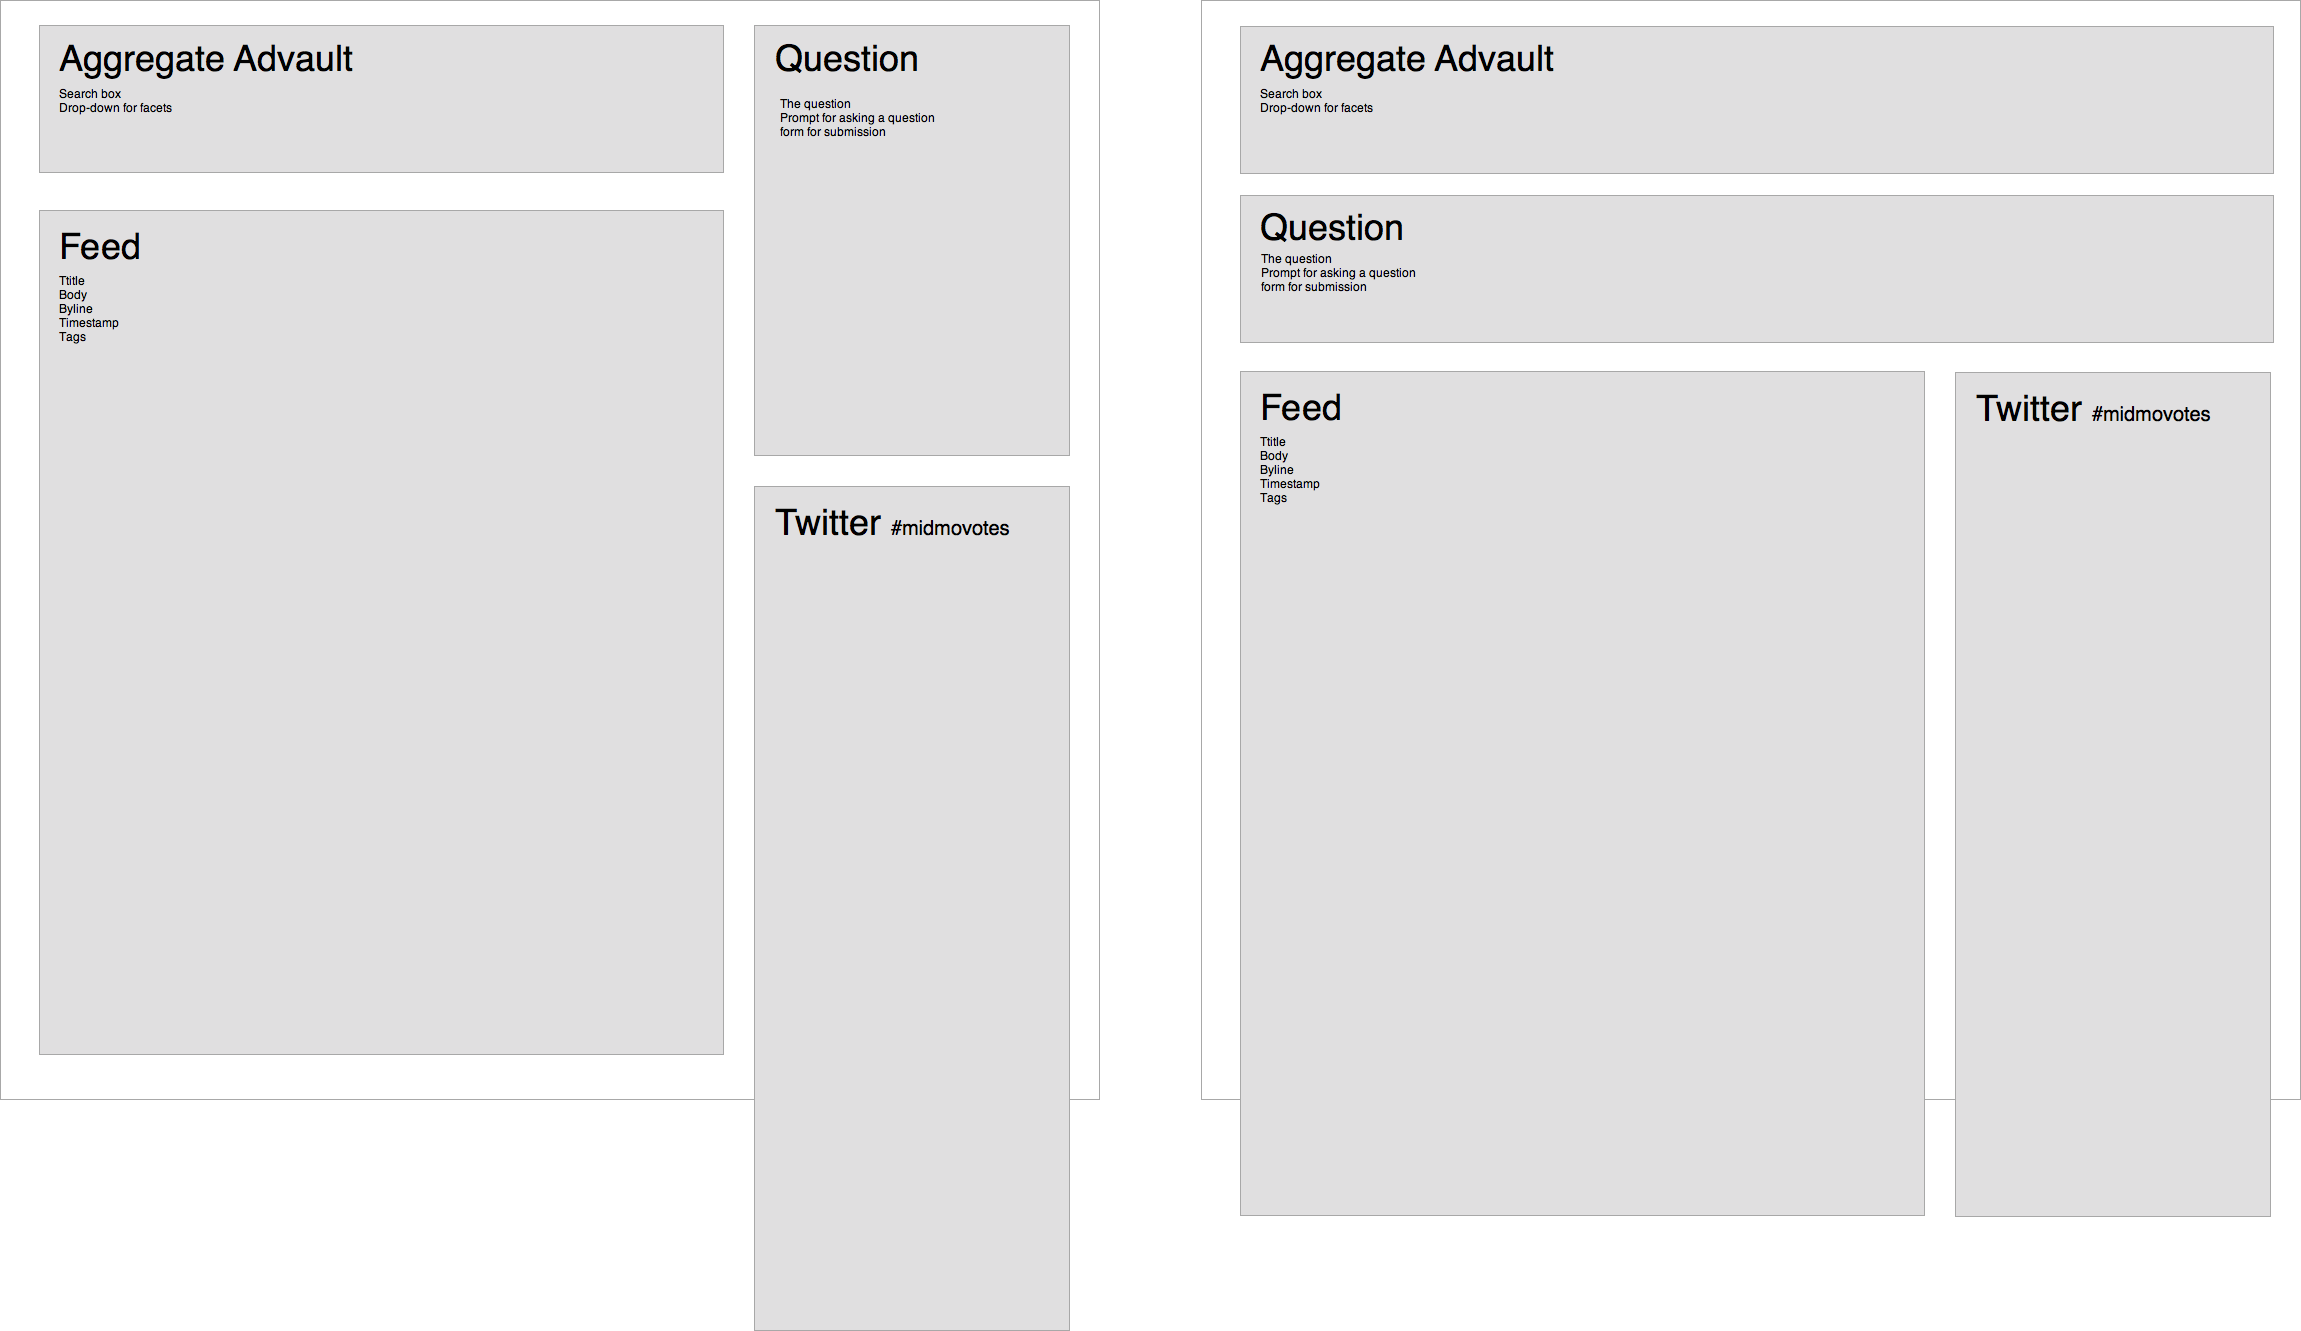 Aggregate Advault
Search box
Drop-down for facets
Feed
Ttitle
Body
Byline
Timestamp
Tags
Question
The question
Prompt for asking a question
form for submission
Twitter #midmovotes
Aggregate Advault
Search box
Drop-down for facets
Question
The question
Prompt for asking a question
form for submission
Feed
Ttitle
Body
Byline
Timestamp
Tags
Twitter #midmovotes